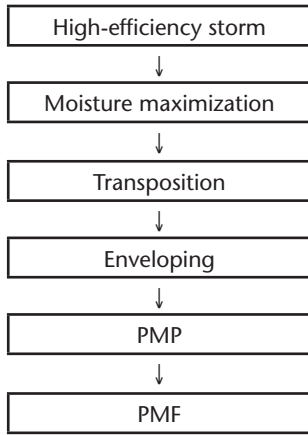 High-efficiency storm
Moisture maximization
Transposition
Enveloping
PMP
PMF